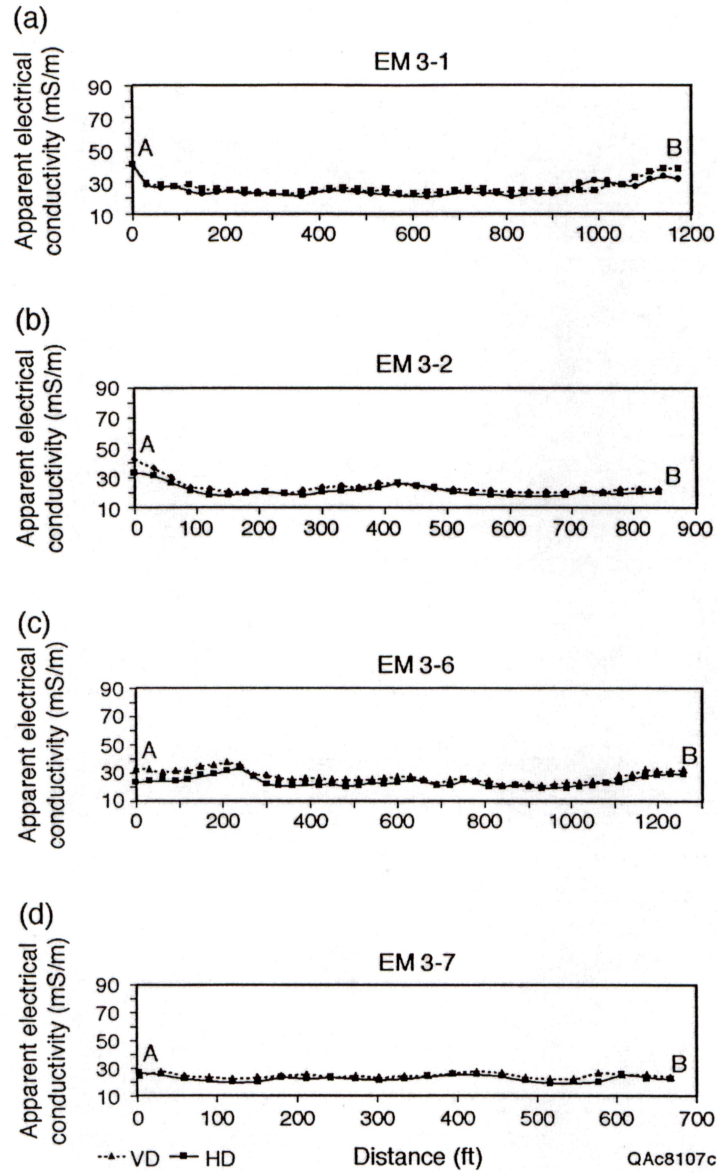 (a)
EM 3-1
Apparent electrical
conductivity (mS/m)
90
70
50
30
10
A
B
0 200 400 600 800 1000 1200
(b)
EM 3-2
Apparent electrical
conductivity (mS/m)
90
70
50
30
10
A
B
0 100 200 300 400 500 600 700 800 900
(c)
EM 3-6
Apparent electrical
conductivity (mS/m)
90
70
50
30
10
A
B
0 200 400 600 800 1000 1200
(d)
EM 3-7
Apparent electrical
conductivity (mS/m)
90
70
50
30
10
A
B
0 100 200 300 400 500 600 700
VD HD Distance (ft) QAc8107c